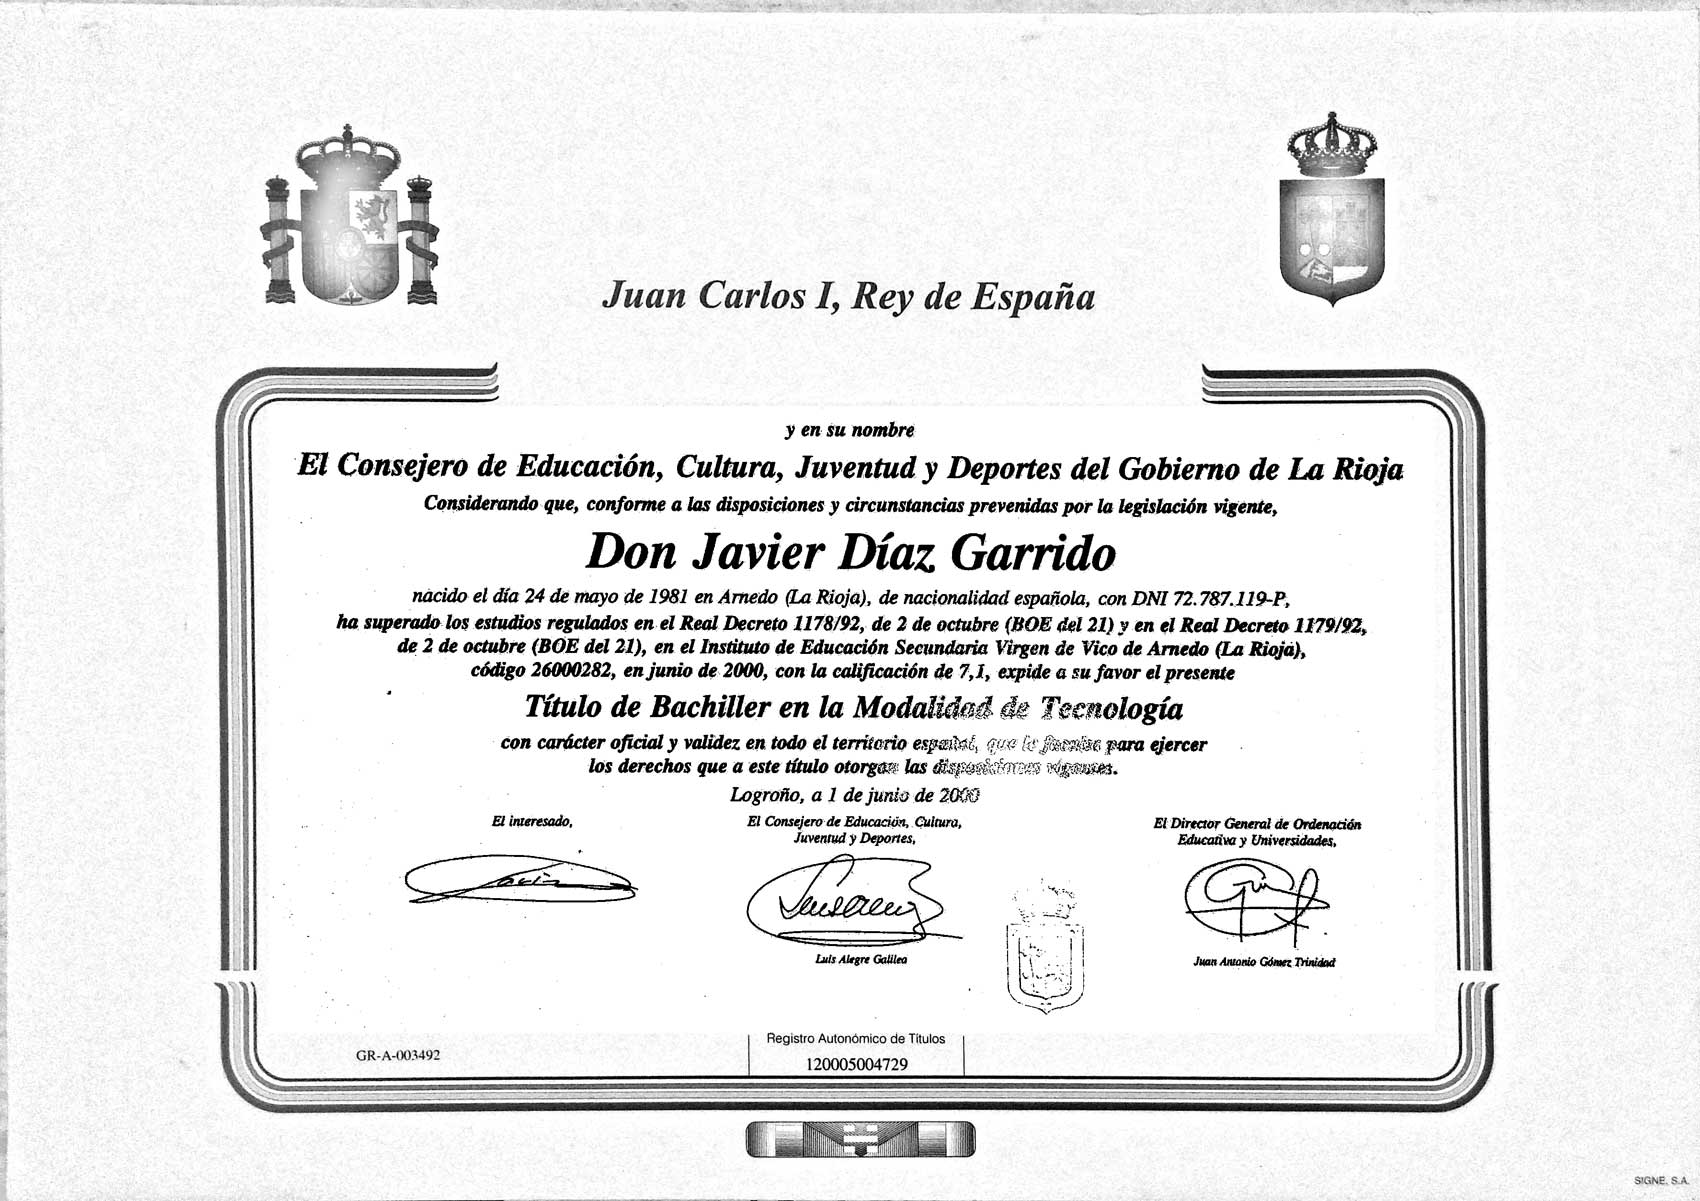 Juan Carlos I, Rey de España
y en su nombre
El Consejero de Educación, Cultura, Juventud y Deportes del Gobierno de La Rioja
Considerando que, conforme a las disposiciones y circunstancias prevenidas por la legislación vigente,
Don Javier Díaz Garrido
nacido el día 24 de mayo de 1981 en Arnedo (La Rioja), de nacionalidad española, con DNI 72.787.119-P,
ha superado los estudios regulados en el Real Decreto 1178/92, de 2 de octubre (BOE del 21) y en el Real Decreto 1179/92,
de 2 de octubre (BOE del 21), en el Instituto de Educación Secundaria Virgen de Vico de Arnedo (La Rioja),
código 26000282, en junio de 2000, con la calificación de 7,1, expide a su favor el presente
Título de Bachiller en la Modalidad de Tecnología
con carácter oficial y validez en todo el territorio español, que le faculta para ejercer
los derechos que a este título otorgan las disposiciones vigentes.
Logroño, a 1 de junio de 2000
El interesado,
El Consejero de Educación, Cultura,
Juventud y Deportes,
El Director General de Ordenación
Educativa y Universidades,
Luis Alegre Galilea
Juan Antonio Gómez Trinidad
GR-A-003492
Registro Autonómico de Títulos
120005004729
SIGNE, S.A.